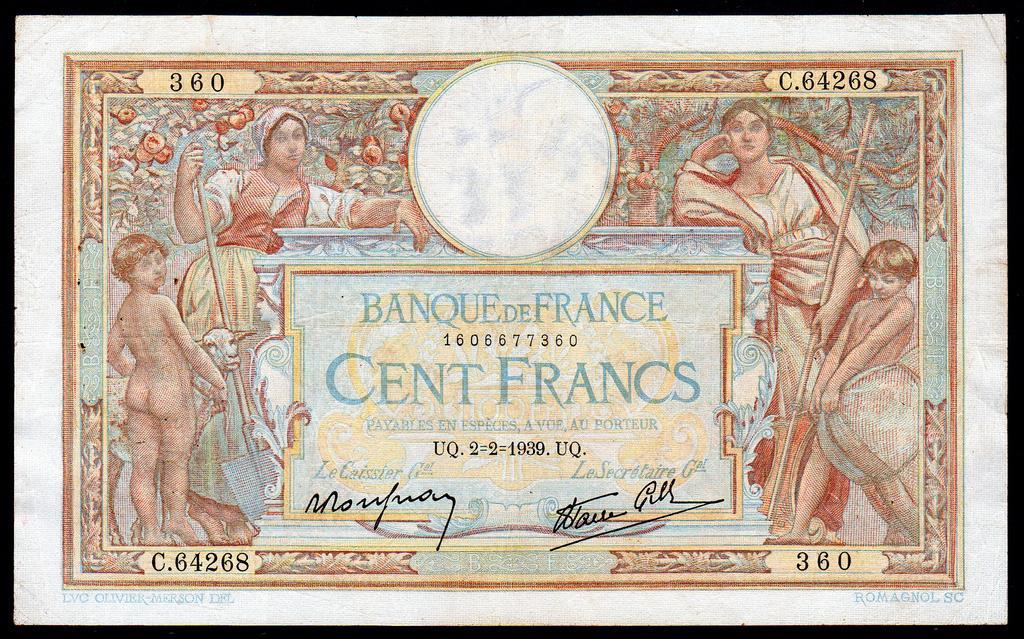 360
C.64268
BANQUE DE FRANCE
1606677360
CENT FRANCS
PAYABLES EN ESPÈCES, A VUE, AU PORTEUR
UQ. 2=2=1939. UQ.
Le Caissier Gᵃˡ
Le Secrétaire Gᵃˡ
C.64268
360
LVC OLIVIER-MERSON DEL
ROMAGNOL SC